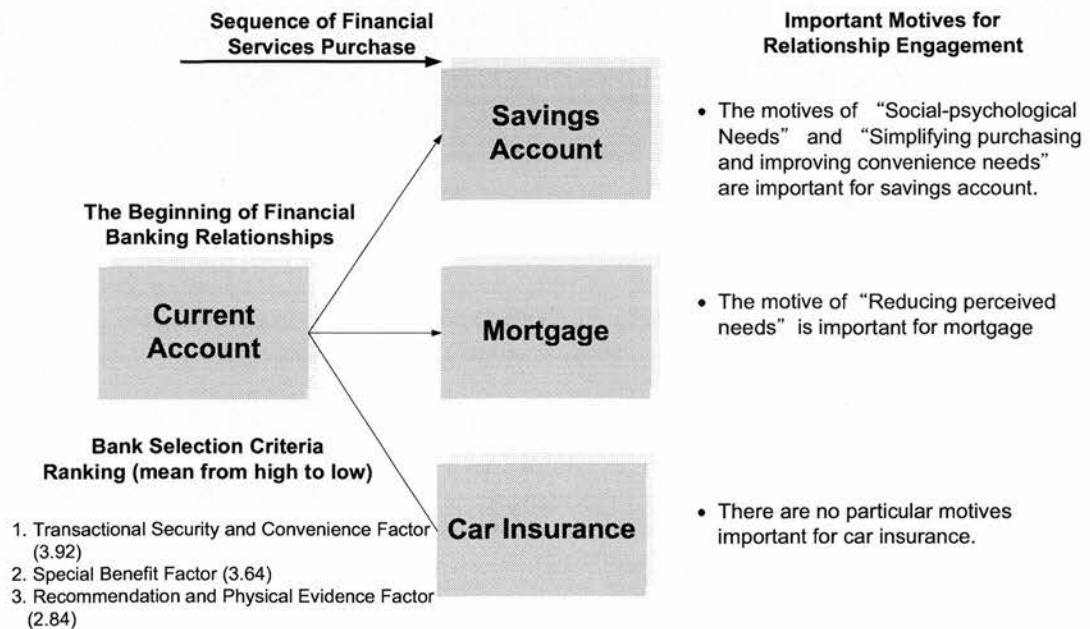 Sequence of Financial
Services Purchase
Important Motives for
Relationship Engagement
Savings
Account
• The motives of “Social-psychological
Needs” and “Simplifying purchasing
and improving convenience needs”
are important for savings account.
The Beginning of Financial
Banking Relationships
Current
Account
Mortgage
• The motive of “Reducing perceived
needs” is important for mortgage
Bank Selection Criteria
Ranking (mean from high to low)
1. Transactional Security and Convenience Factor
(3.92)
2. Special Benefit Factor (3.64)
3. Recommendation and Physical Evidence Factor
(2.84)
Car Insurance
• There are no particular motives
important for car insurance.